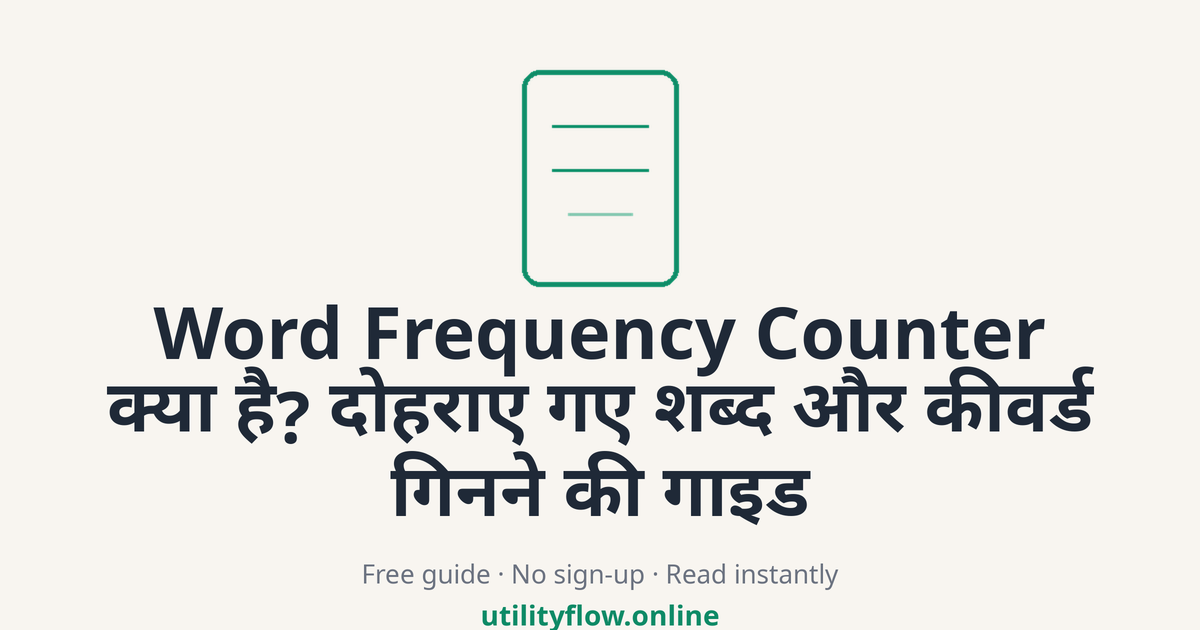 Word Frequency Counter
क्या है? दोहराए गए शब्द और कीवर्ड
गिनने की गाइड
Free guide · No sign-up · Read instantly
utilityflow.online